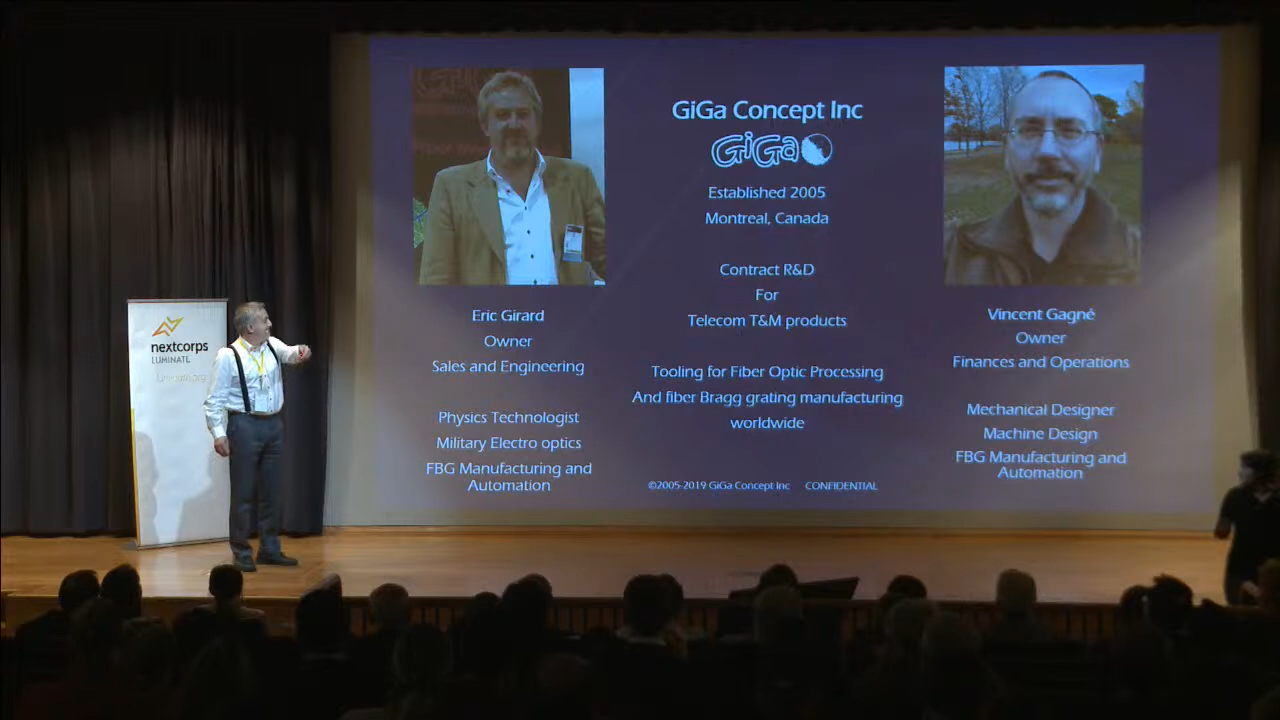 GiGa Concept Inc
GiGa
Established 2005
Montreal, Canada
Contract R&D
For
Telecom T&M products
Tooling for Fiber Optic Processing
And fiber Bragg grating manufacturing
worldwide
©2005-2019 GiGa Concept Inc CONFIDENTIAL
Eric Girard
Owner
Sales and Engineering
Physics Technologist
Military Electro optics
FBG Manufacturing and
Automation
Vincent Gagné
Owner
Finances and Operations
Mechanical Designer
Machine Design
FBG Manufacturing and
Automation
nextcorps
LUMINATE